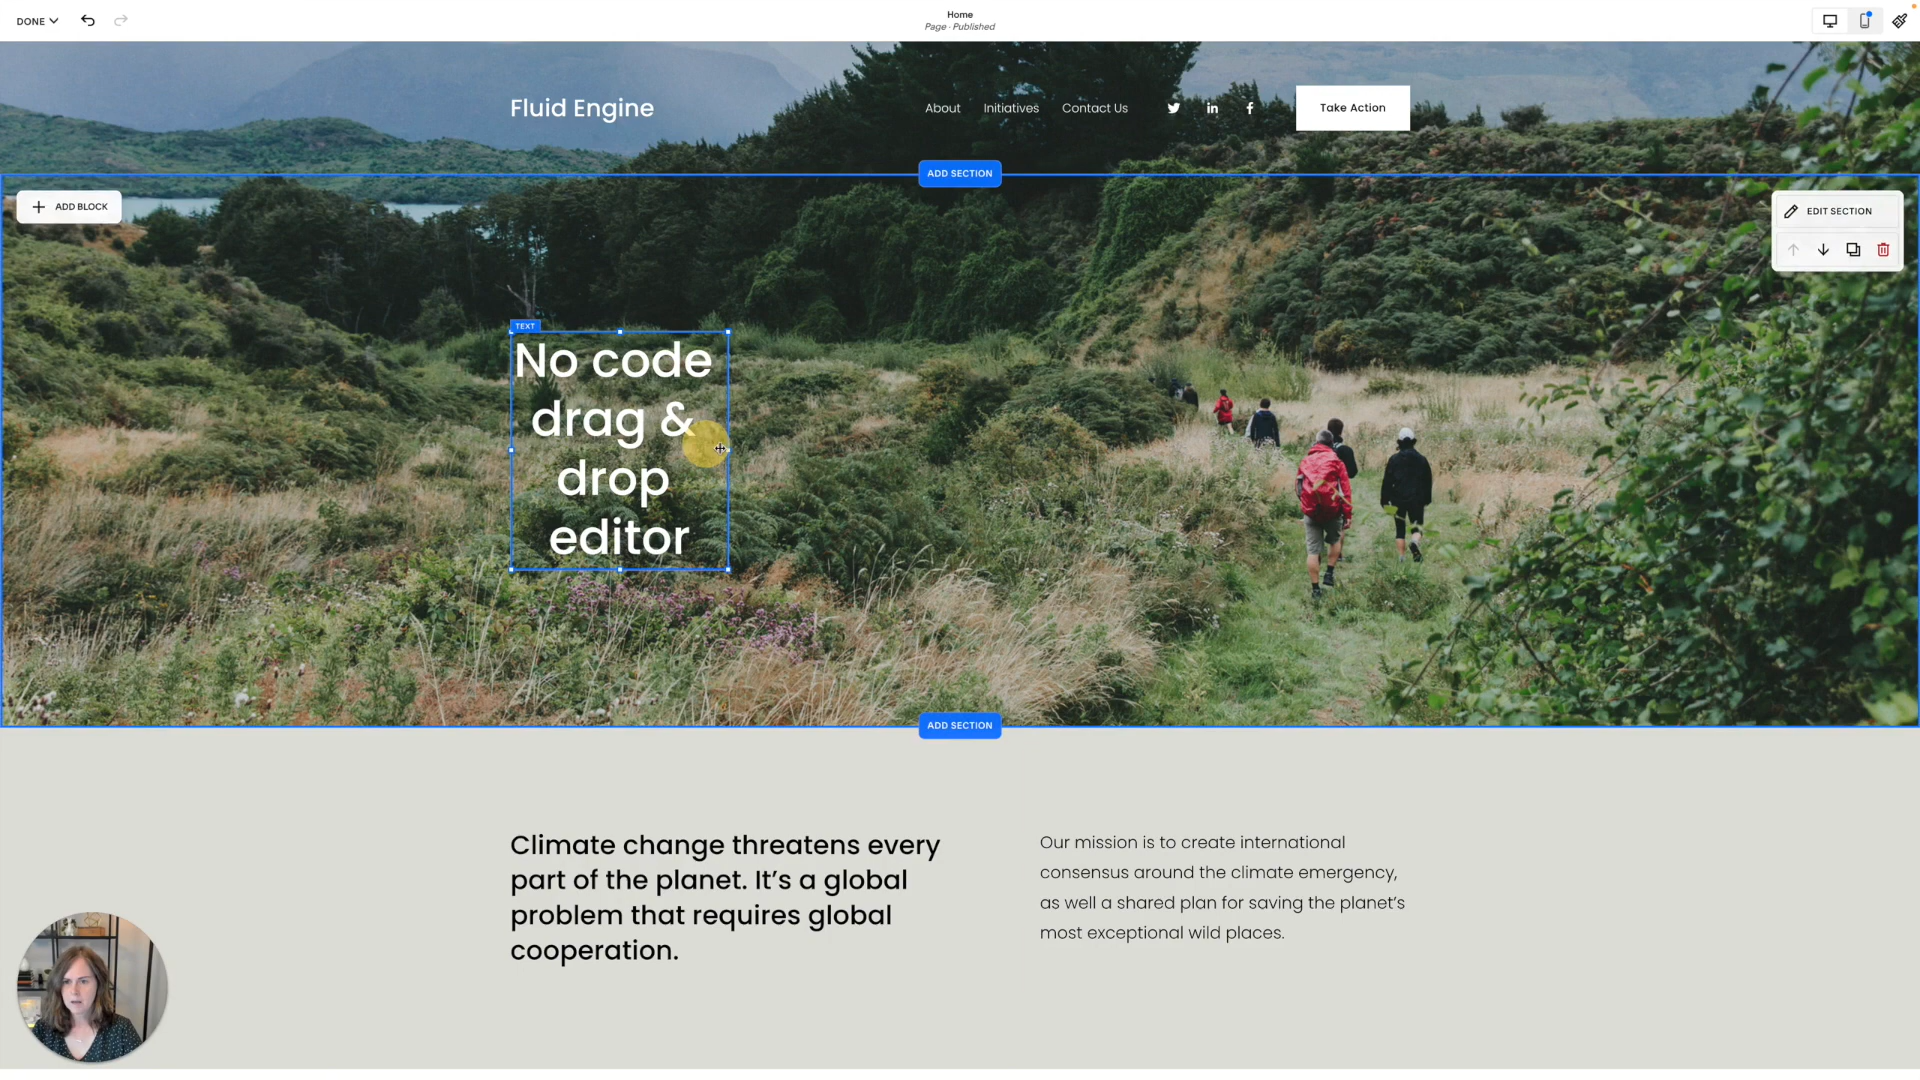 DONE
Home
Page · Published
Fluid Engine
About
Initiatives
Contact Us
Take Action
ADD SECTION
ADD BLOCK
EDIT SECTION
TEXT
No code
drag &
drop
editor
ADD SECTION
Climate change threatens every
part of the planet. It’s a global
problem that requires global
cooperation.
Our mission is to create international
consensus around the climate emergency,
as well a shared plan for saving the planet’s
most exceptional wild places.